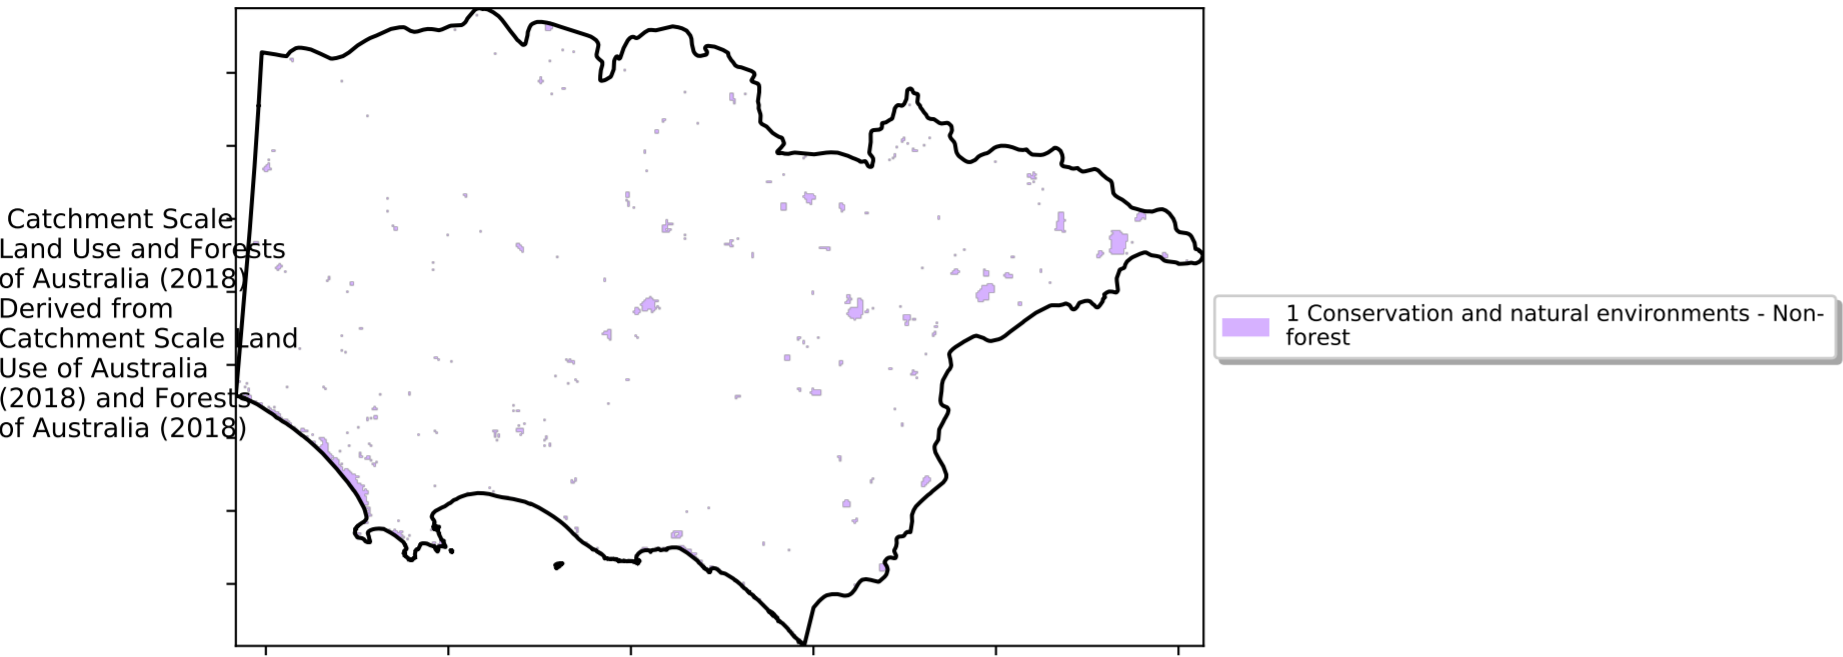 Catchment Scale
Land Use and Forests
of Australia (2018)
Derived from
Catchment Scale Land
Use of Australia
(2018) and Forests
of Australia (2018)
1 Conservation and natural environments - Non-
forest